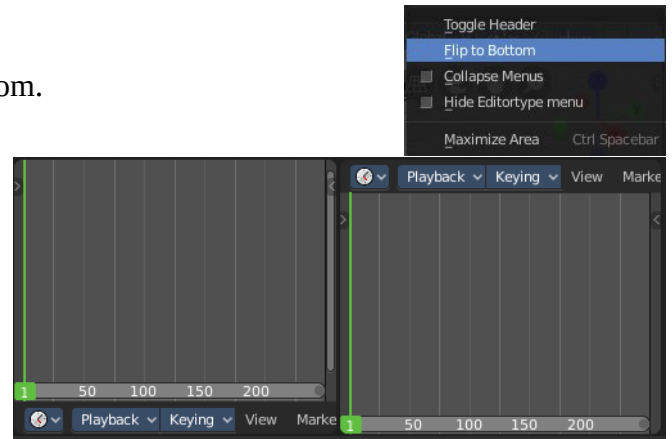 Toggle Header
Flip to Bottom
om.
Collapse Menus
Hide Editortype menu
Maximize Area Ctrl Spacebar
Playback Keying View Marke
1 50 100 150 200
Playback Keying View Marke
1 50 100 150 200